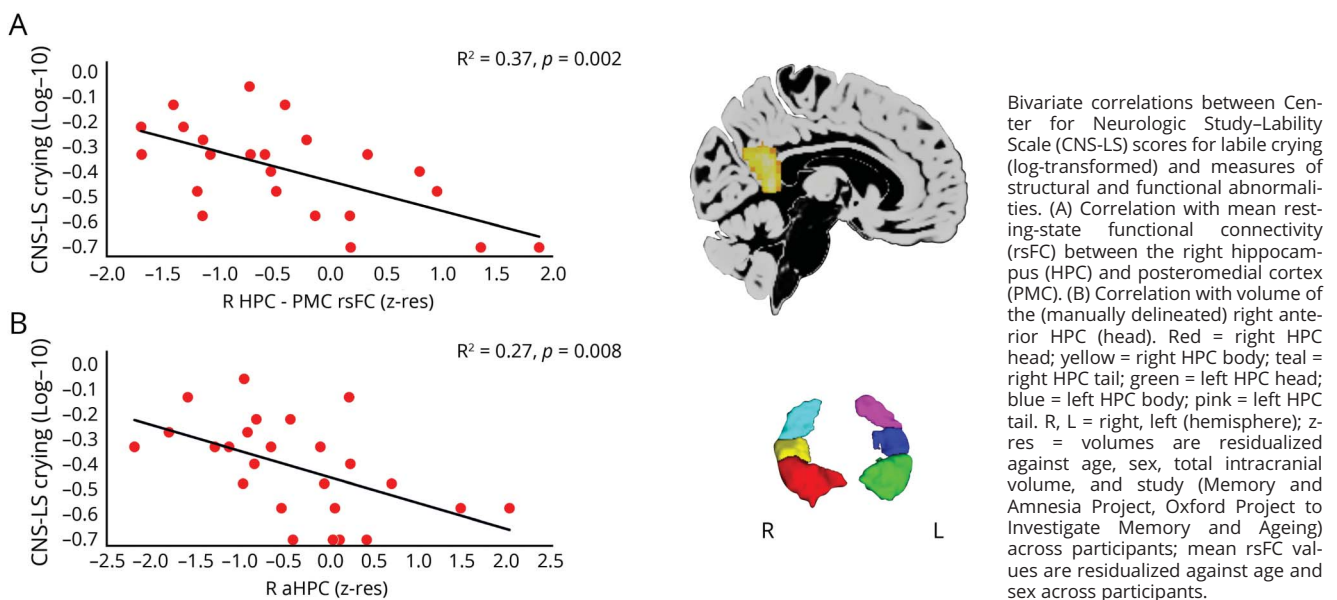 A
R² = 0.37, p = 0.002
CNS-LS crying (Log–10)
0.0
–0.1
–0.2
–0.3
–0.4
–0.5
–0.6
–0.7
–2.0 –1.5 –1.0 –0.5 0.0 0.5 1.0 1.5 2.0
R HPC - PMC rsFC (z-res)
B
R² = 0.27, p = 0.008
CNS-LS crying (Log–10)
0.0
–0.1
–0.2
–0.3
–0.4
–0.5
–0.6
–0.7
–2.5 –2.0 –1.5 –1.0 –0.5 0.0 0.5 1.0 1.5 2.0 2.5
R aHPC (z-res)
R L
Bivariate correlations between Cen-
ter for Neurologic Study–Lability
Scale (CNS-LS) scores for labile crying
(log-transformed) and measures of
structural and functional abnormali-
ties. (A) Correlation with mean rest-
ing-state functional connectivity
(rsFC) between the right hippocam-
pus (HPC) and posteromedial cortex
(PMC). (B) Correlation with volume of
the (manually delineated) right ante-
rior HPC (head). Red = right HPC
head; yellow = right HPC body; teal =
right HPC tail; green = left HPC head;
blue = left HPC body; pink = left HPC
tail. R, L = right, left (hemisphere); z-
res = volumes are residualized
against age, sex, total intracranial
volume, and study (Memory and
Amnesia Project, Oxford Project to
Investigate Memory and Ageing)
across participants; mean rsFC val-
ues are residualized against age and
sex across participants.